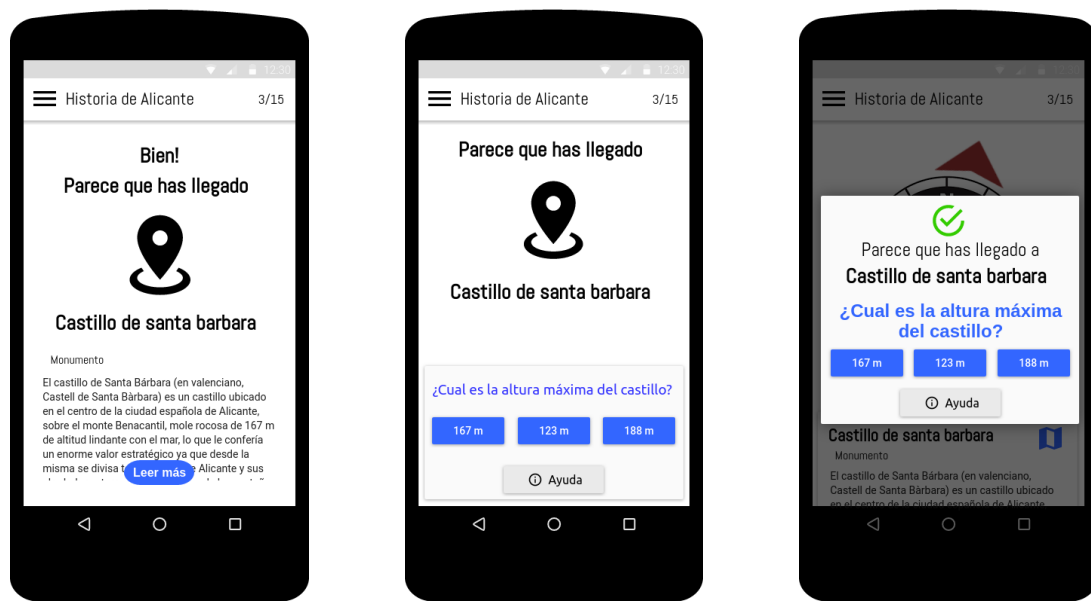 12:30
Historia de Alicante 3/15
Bien!
Parece que has llegado
Castillo de santa barbara
Monumento
El castillo de Santa Bárbara (en valenciano,
Castell de Santa Bàrbara) es un castillo ubicado
en el centro de la ciudad española de Alicante,
sobre el monte Benacantil, mole rocosa de 167 m
de altitud lindante con el mar, lo que le confería
un enorme valor estratégico ya que desde la
misma se divisa Alicante y sus
Leer más
12:30
Historia de Alicante 3/15
Parece que has llegado
Castillo de santa barbara
¿Cual es la altura máxima del castillo?
167 m 123 m 188 m
Ayuda
Historia de Alicante 3/15
Parece que has llegado a
Castillo de santa barbara
¿Cual es la altura máxima
del castillo?
167 m 123 m 188 m
Ayuda
Castillo de santa barbara
Monumento
El castillo de Santa Bárbara (en valenciano,
Castell de Santa Bàrbara) es un castillo ubicado
en el centro de la ciudad española de Alicante